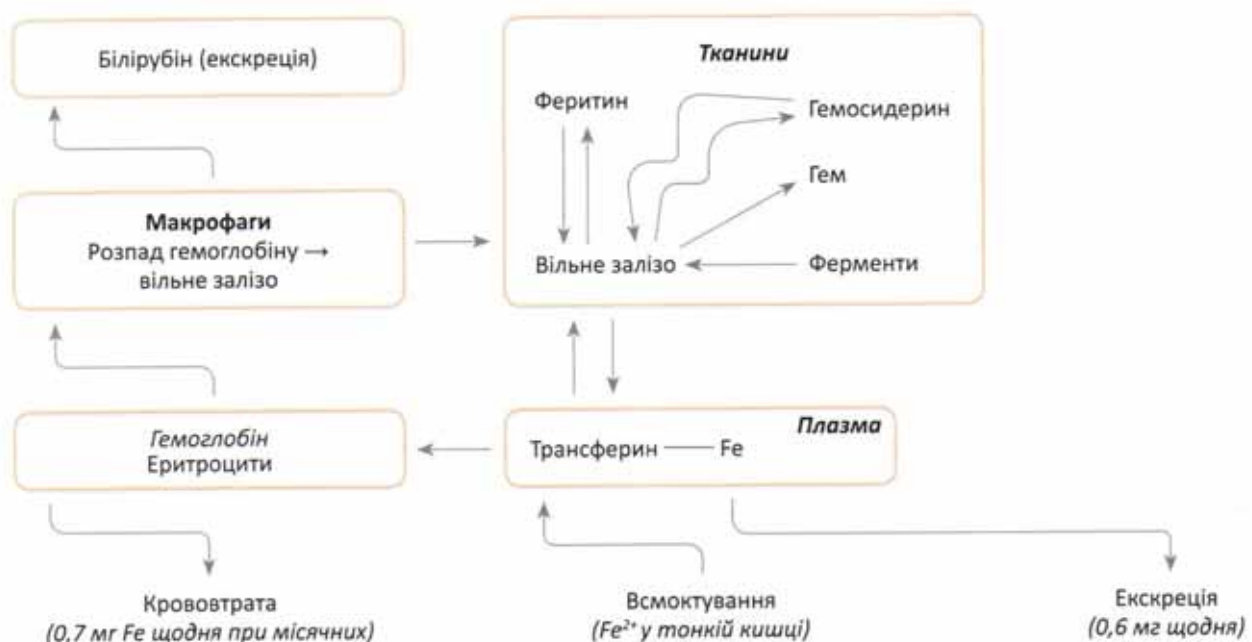 Білірубін (екскреція)
Тканини
Феритин
Гемосидерин
Гем
Вільне залізо
Ферменти
Макрофаги
Розпад гемоглобіну →
вільне залізо
Гемоглобін
Еритроцити
Плазма
Трансферин — Fe
Крововтрата
(0,7 мг Fe щодня при місячних)
Всмоктування
(Fe²⁺ у тонкій кишці)
Екскреція
(0,6 мг щодня)